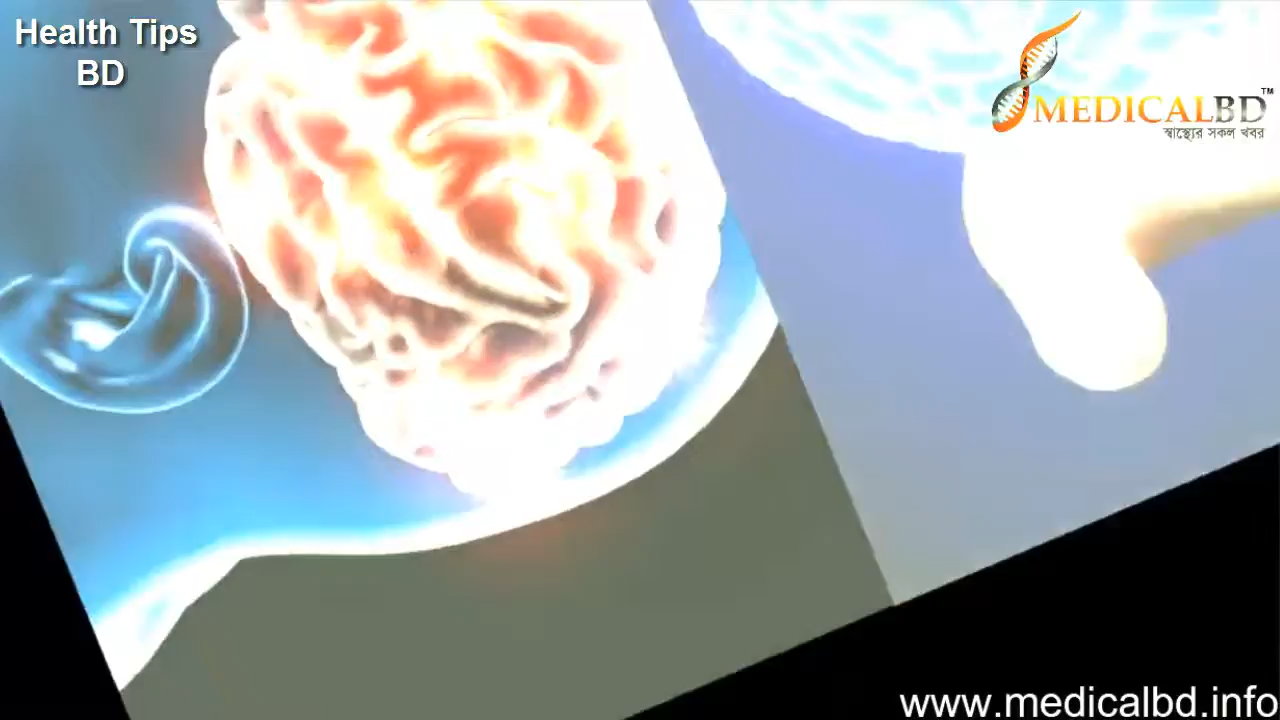 Health Tips
BD
MEDICALBD™
স্বাস্থ্যের সকল খবর
www.medicalbd.info